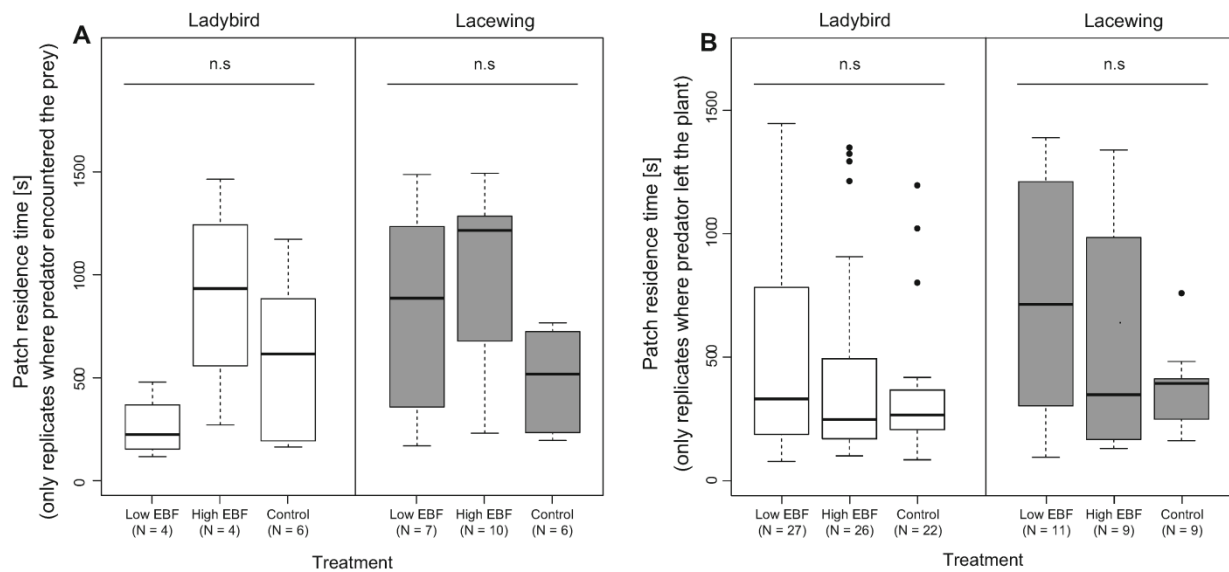 Ladybird
Lacewing
A
n.s
n.s
Patch residence time [s]
(only replicates where predator encountered the prey)
1500
1000
500
0
Low EBF
(N = 4)
High EBF
(N = 4)
Control
(N = 6)
Low EBF
(N = 7)
High EBF
(N = 10)
Control
(N = 6)
Treatment
Ladybird
Lacewing
B
n.s
n.s
Patch residence time [s]
(only replicates where predator left the plant)
1500
1000
500
0
Low EBF
(N = 27)
High EBF
(N = 26)
Control
(N = 22)
Low EBF
(N = 11)
High EBF
(N = 9)
Control
(N = 9)
Treatment